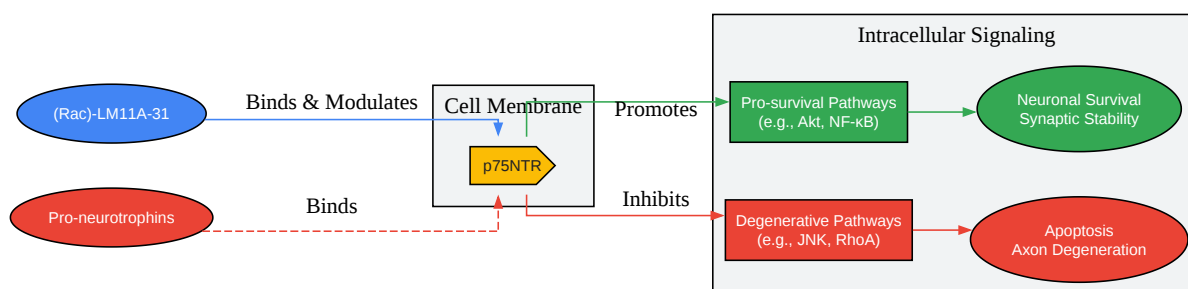 Intracellular Signaling
(Rac)-LM11A-31
Binds & Modulates
Cell Membrane
Promotes
Pro-survival Pathways
(e.g., Akt, NF-κB)
Neuronal Survival
Synaptic Stability
p75NTR
Pro-neurotrophins
Binds
Inhibits
Degenerative Pathways
(e.g., JNK, RhoA)
Apoptosis
Axon Degeneration